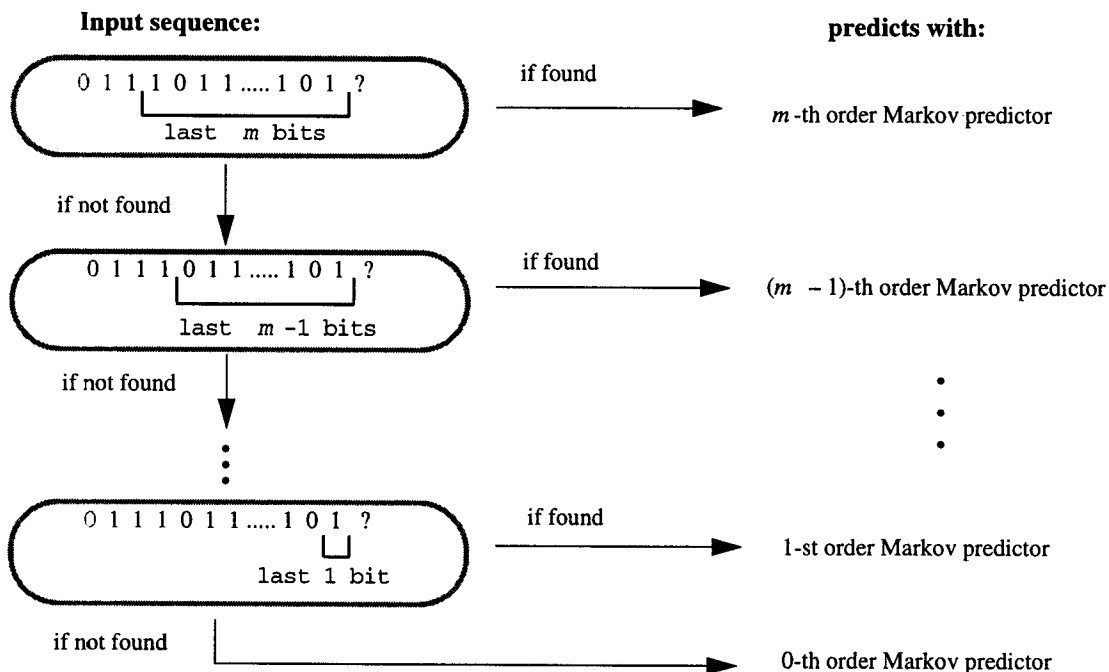 Input sequence:
predicts with:
0 1 1 1 0 1 1 ..... 1 0 1 ?
last m bits
if found
m -th order Markov predictor
if not found
0 1 1 1 0 1 1 ..... 1 0 1 ?
last m -1 bits
if found
(m - 1)-th order Markov predictor
if not found
0 1 1 1 0 1 1 ..... 1 0 1 ?
last 1 bit
if found
1-st order Markov predictor
if not found
0-th order Markov predictor